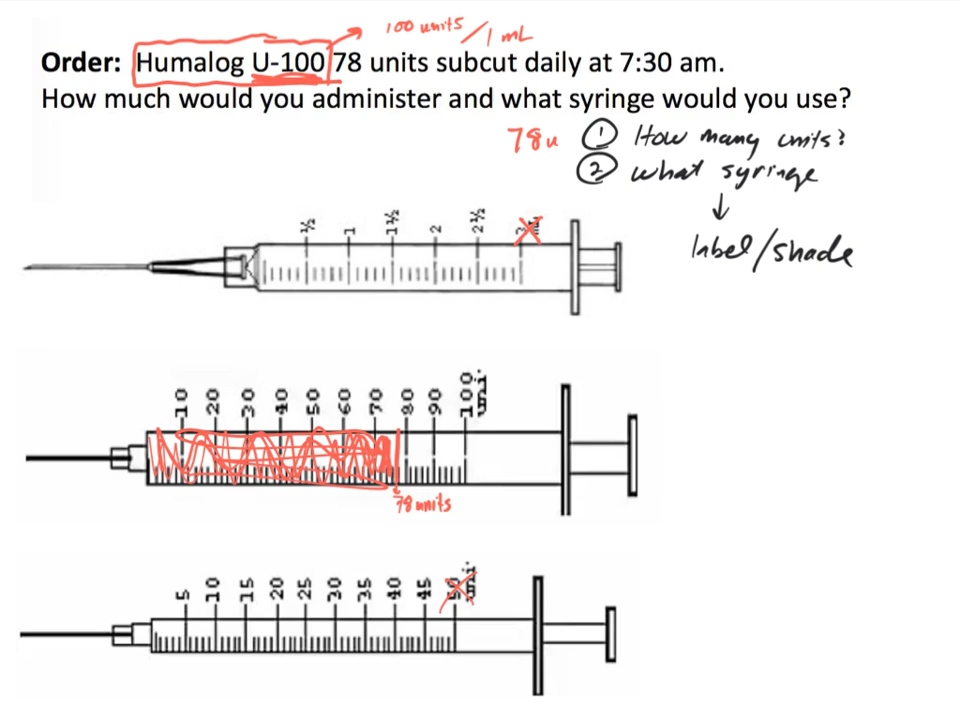 100 units/1 mL
Order: Humalog U-100 78 units subcut daily at 7:30 am.
How much would you administer and what syringe would you use?
78u ① How many units?
② what syringe
↓
label/shade
½ 1 1½ 2 2½ 3
10 20 30 40 50 60 70 80 90 100
78 units
5 10 15 20 25 30 35 40 45 50